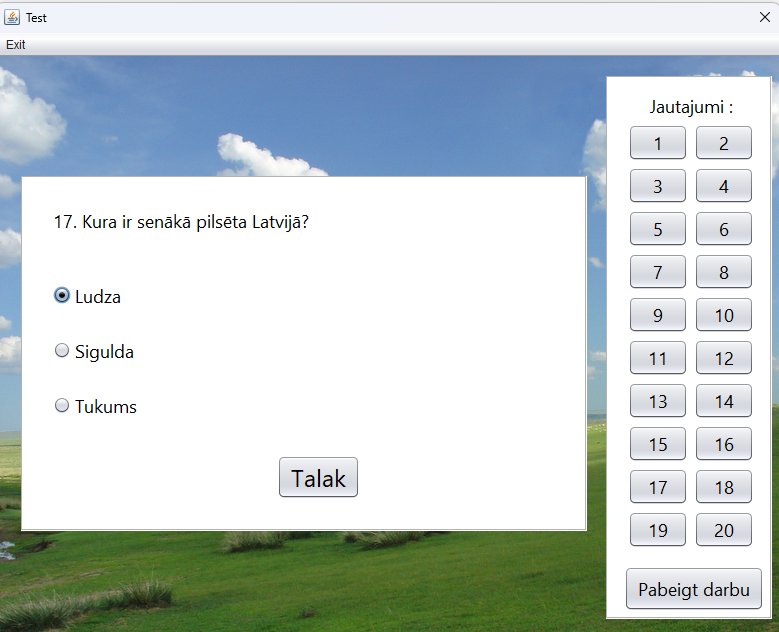 Test
Exit
17. Kura ir senākā pilsēta Latvijā?
Ludza
Sigulda
Tukums
Talak
Jautajumi :
1 2
3 4
5 6
7 8
9 10
11 12
13 14
15 16
17 18
19 20
Pabeigt darbu